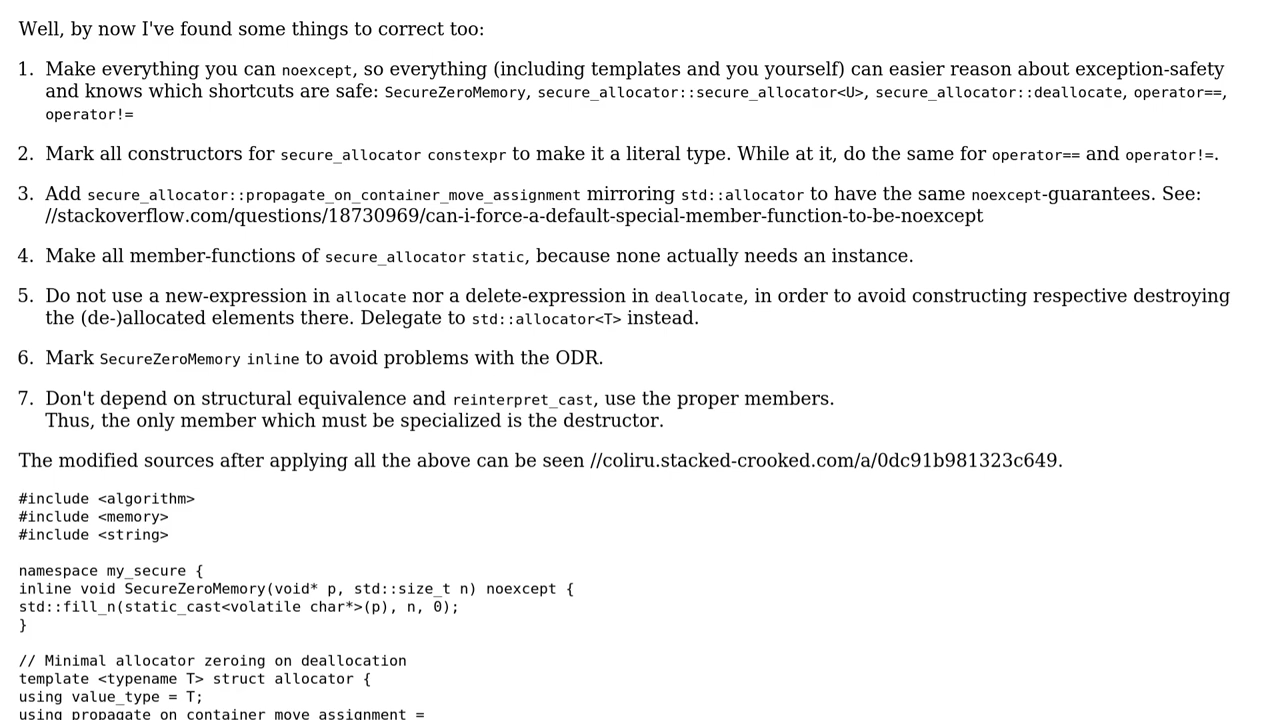 Well, by now I've found some things to correct too:
1. Make everything you can noexcept, so everything (including templates and you yourself) can easier reason about exception-safety
and knows which shortcuts are safe: SecureZeroMemory, secure_allocator::secure_allocator<U>, secure_allocator::deallocate, operator==,
operator!=
2. Mark all constructors for secure_allocator constexpr to make it a literal type. While at it, do the same for operator== and operator!=.
3. Add secure_allocator::propagate_on_container_move_assignment mirroring std::allocator to have the same noexcept-guarantees. See:
//stackoverflow.com/questions/18730969/can-i-force-a-default-special-member-function-to-be-noexcept
4. Make all member-functions of secure_allocator static, because none actually needs an instance.
5. Do not use a new-expression in allocate nor a delete-expression in deallocate, in order to avoid constructing respective destroying
the (de-)allocated elements there. Delegate to std::allocator<T> instead.
6. Mark SecureZeroMemory inline to avoid problems with the ODR.
7. Don't depend on structural equivalence and reinterpret_cast, use the proper members.
Thus, the only member which must be specialized is the destructor.
The modified sources after applying all the above can be seen //coliru.stacked-crooked.com/a/0dc91b981323c649.
#include <algorithm>
#include <memory>
#include <string>
namespace my_secure {
inline void SecureZeroMemory(void* p, std::size_t n) noexcept {
std::fill_n(static_cast<volatile char*>(p), n, 0);
}
// Minimal allocator zeroing on deallocation
template <typename T> struct allocator {
using value_type = T;
using propagate_on_container_move_assignment =